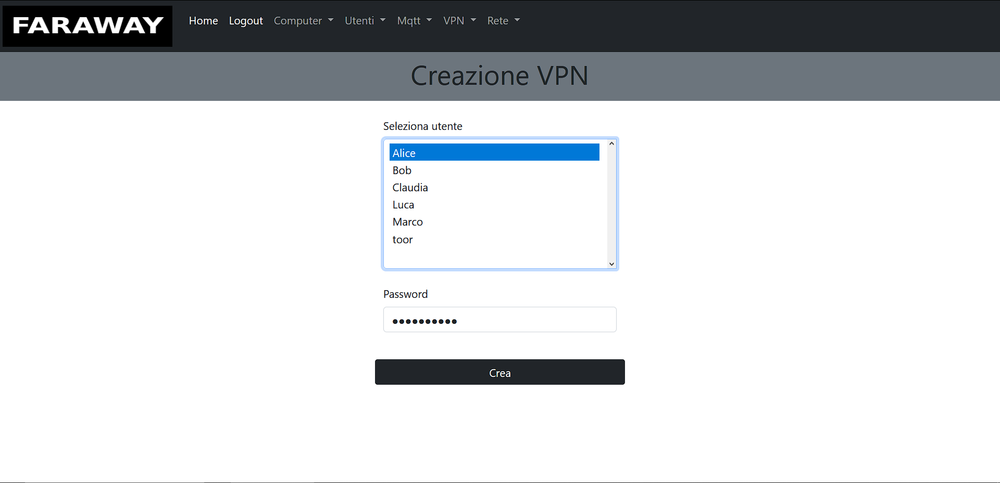 FARAWAY
Home Logout Computer Utenti Mqtt VPN Rete
Creazione VPN
Seleziona utente
Alice
Bob
Claudia
Luca
Marco
toor
Password
●●●●●●●●●●
Crea